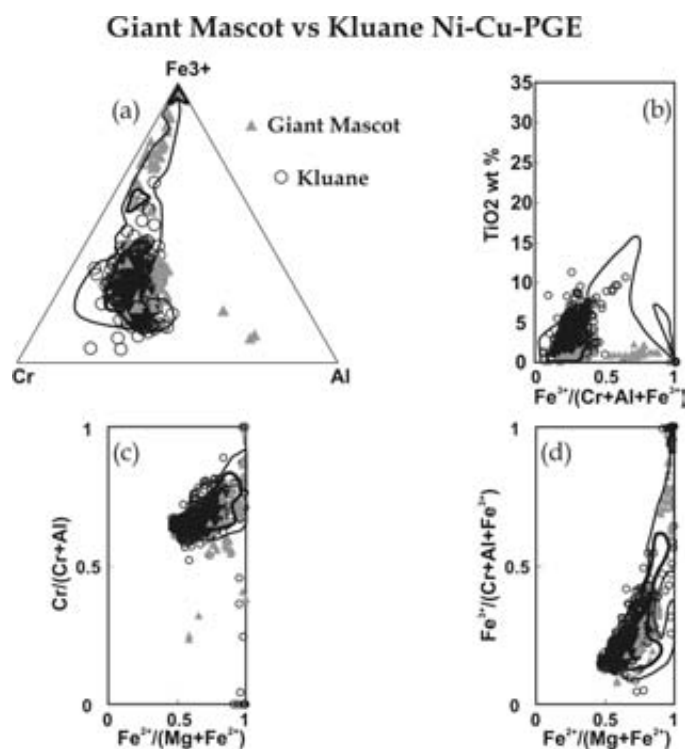 Giant Mascot vs Kluane Ni-Cu-PGE
Fe3+
(a)
Giant Mascot
Kluane
Cr
Al
(b)
TiO2 wt %
35
30
25
20
15
10
5
0
0
0.5
1
Fe³⁺/(Cr+Al+Fe³⁺)
(c)
Cr/(Cr+Al)
1
0.5
0
0
0.5
1
Fe²⁺/(Mg+Fe²⁺)
(d)
Fe³⁺/(Cr+Al+Fe³⁺)
1
0.5
0
0
0.5
1
Fe²⁺/(Mg+Fe²⁺)